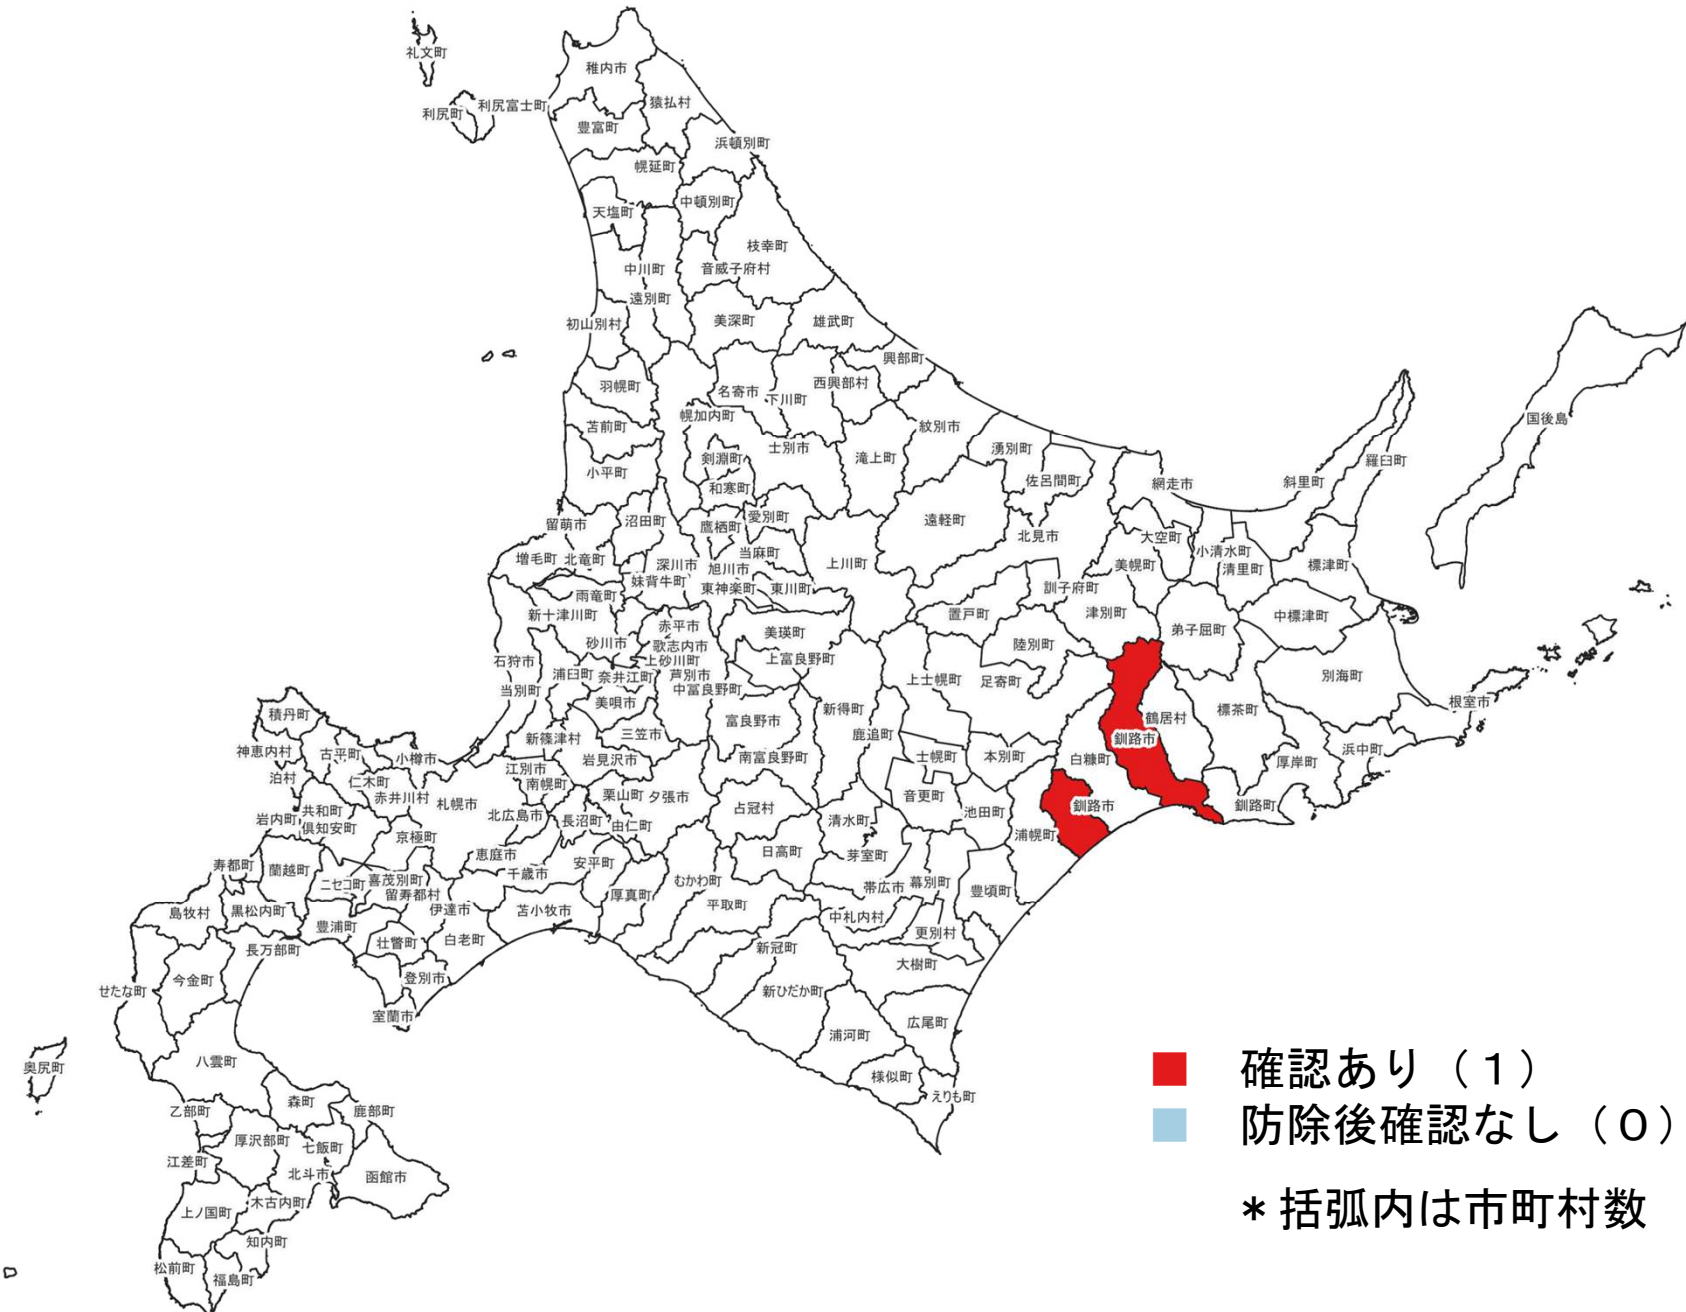 礼文町
利尻町
利尻富士町
稚内市
猿払村
豊富町
浜頓別町
幌延町
中頓別町
天塩町
枝幸町
中川町
音威子府村
遠別町
初山別村
美深町
雄武町
興部町
羽幌町
名寄市
下川町
西興部村
幌加内町
苫前町
士別市
紋別市
国後島
小平町
剣淵町
和寒町
滝上町
湧別町
佐呂間町
網走市
斜里町
羅臼町
留萌市
沼田町
鷹栖町
愛別町
遠軽町
北見市
大空町
小清水町
増毛町
北竜町
深川市
旭川市
当麻町
上川町
美幌町
清里町
標津町
妹背牛町
東神楽町
東川町
訓子府町
雨竜町
新十津川町
置戸町
津別町
中標津町
赤平市
美瑛町
弟子屈町
砂川市
歌志内市
陸別町
石狩市
上砂川町
上富良野町
浦臼町
奈井江町
芦別市
上士幌町
足寄町
別海町
当別町
中富良野町
根室市
積丹町
美唄市
富良野市
新得町
鶴居村
標茶町
神恵内村
古平町
小樽市
新篠津村
三笠市
鹿追町
釧路市
浜中町
泊村
仁木町
江別市
岩見沢市
南富良野町
士幌町
本別町
白糠町
厚岸町
赤井川村
札幌市
南幌町
栗山町
夕張市
占冠村
音更町
池田町
釧路市
釧路町
岩内町
共和町
倶知安町
京極町
北広島市
長沼町
由仁町
清水町
浦幌町
寿都町
蘭越町
ニセコ町
喜茂別町
恵庭市
千歳市
安平町
日高町
芽室町
留寿都村
むかわ町
帯広市
幕別町
豊頃町
島牧村
黒松内町
豊浦町
伊達市
苫小牧市
厚真町
平取町
中札内村
壮瞥町
白老町
更別村
長万部町
新冠町
大樹町
せたな町
今金町
登別市
新ひだか町
室蘭市
浦河町
広尾町
奥尻町
八雲町
様似町
えりも町
森町
乙部町
鹿部町
厚沢部町
七飯町
江差町
北斗市
函館市
上ノ国町
木古内町
知内町
松前町
福島町
確認あり（１）
防除後確認なし（０）
＊括弧内は市町村数